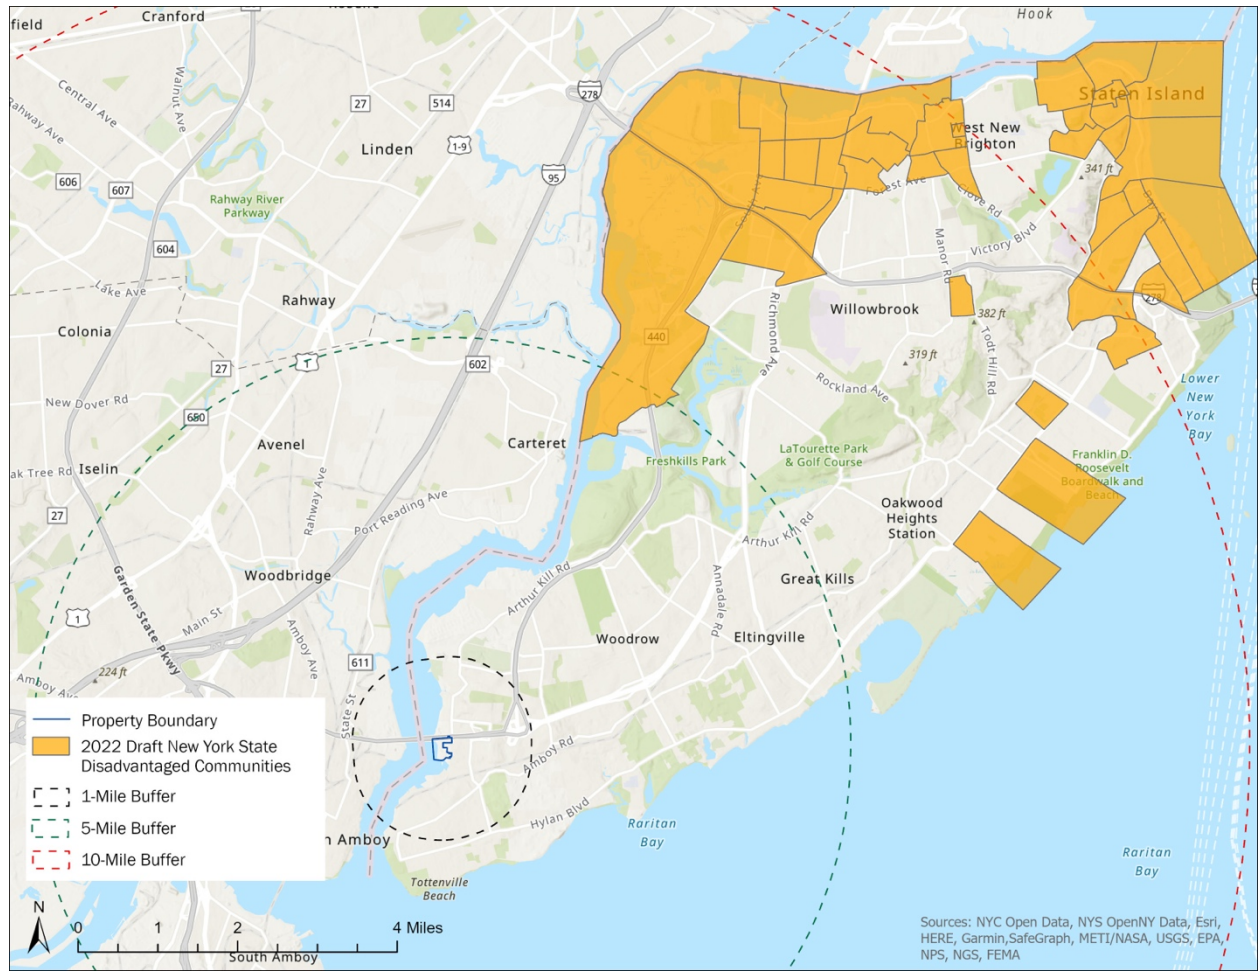 field
Cranford
Hook
278
27
514
Staten Island
Central Ave
Walnut Ave
Rahway Ave
Linden
1-9
West New
Brighton
95
341 ft
606
607
Rahway River
Parkway
Forest Ave
Clove Rd
Victory Blvd
Manor Rd
604
Lake Ave
Rahway
278
Colonia
Willowbrook
382 ft
Richmond Ave
440
319 ft
Todt Hill Rd
1
602
27
Rockland Ave
Lower
New
York
Bay
New Dover Rd
680
Avenel
Carteret
LaTourette Park
& Golf Course
Franklin D.
Roosevelt
Boardwalk and
Beach
Freshkills Park
ak Tree Rd
Iselin
Rahway Ave
Port Reading Ave
27
Oakwood
Heights
Station
Arthur Kill Rd
Garden State Pkwy
Woodbridge
Arthur Kill Rd
Annadale Rd
Great Kills
1
Main St
Amboy Ave
Woodrow
Eltingville
611
224 ft
Amboy Ave
State St
Amboy Rd
Property Boundary
2022 Draft New York State
Disadvantaged Communities
1-Mile Buffer
5-Mile Buffer
10-Mile Buffer
Hylan Blvd
Raritan
Bay
n Amboy
Raritan
Bay
Tottenville
Beach
N
0 1 2 4 Miles
South Amboy
Sources: NYC Open Data, NYS OpenNY Data, Esri,
HERE, Garmin,SafeGraph, METI/NASA, USGS, EPA,
NPS, NGS, FEMA